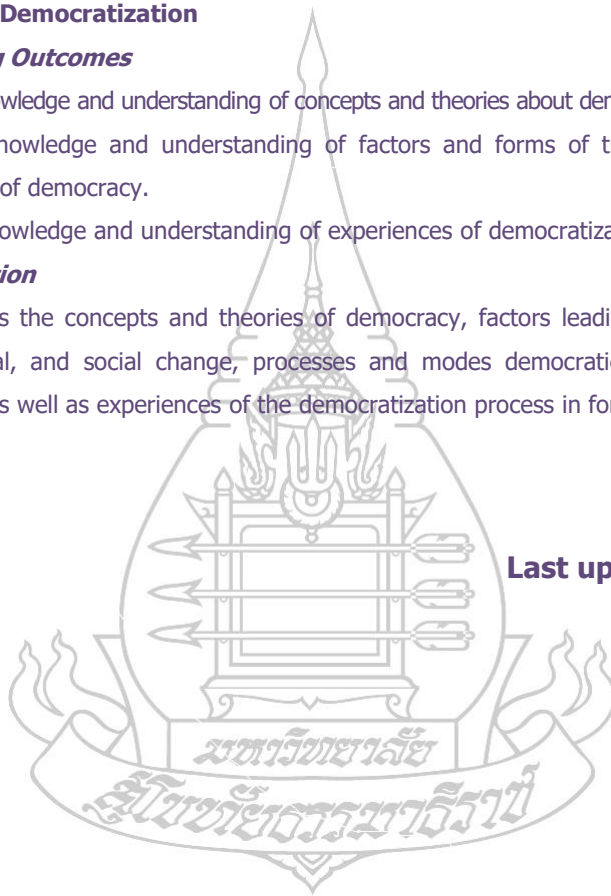 Democratization
g Outcomes
wledge and understanding of concepts and theories about der
nowledge and understanding of factors and forms of t
of democracy.
owledge and understanding of experiences of democratiza
tion
s the concepts and theories of democracy, factors leadi
al, and social change, processes and modes democratic
s well as experiences of the democratization process in for
Last up
มหาวิทยาลัย
สุโขทัยธรรมาธิราช